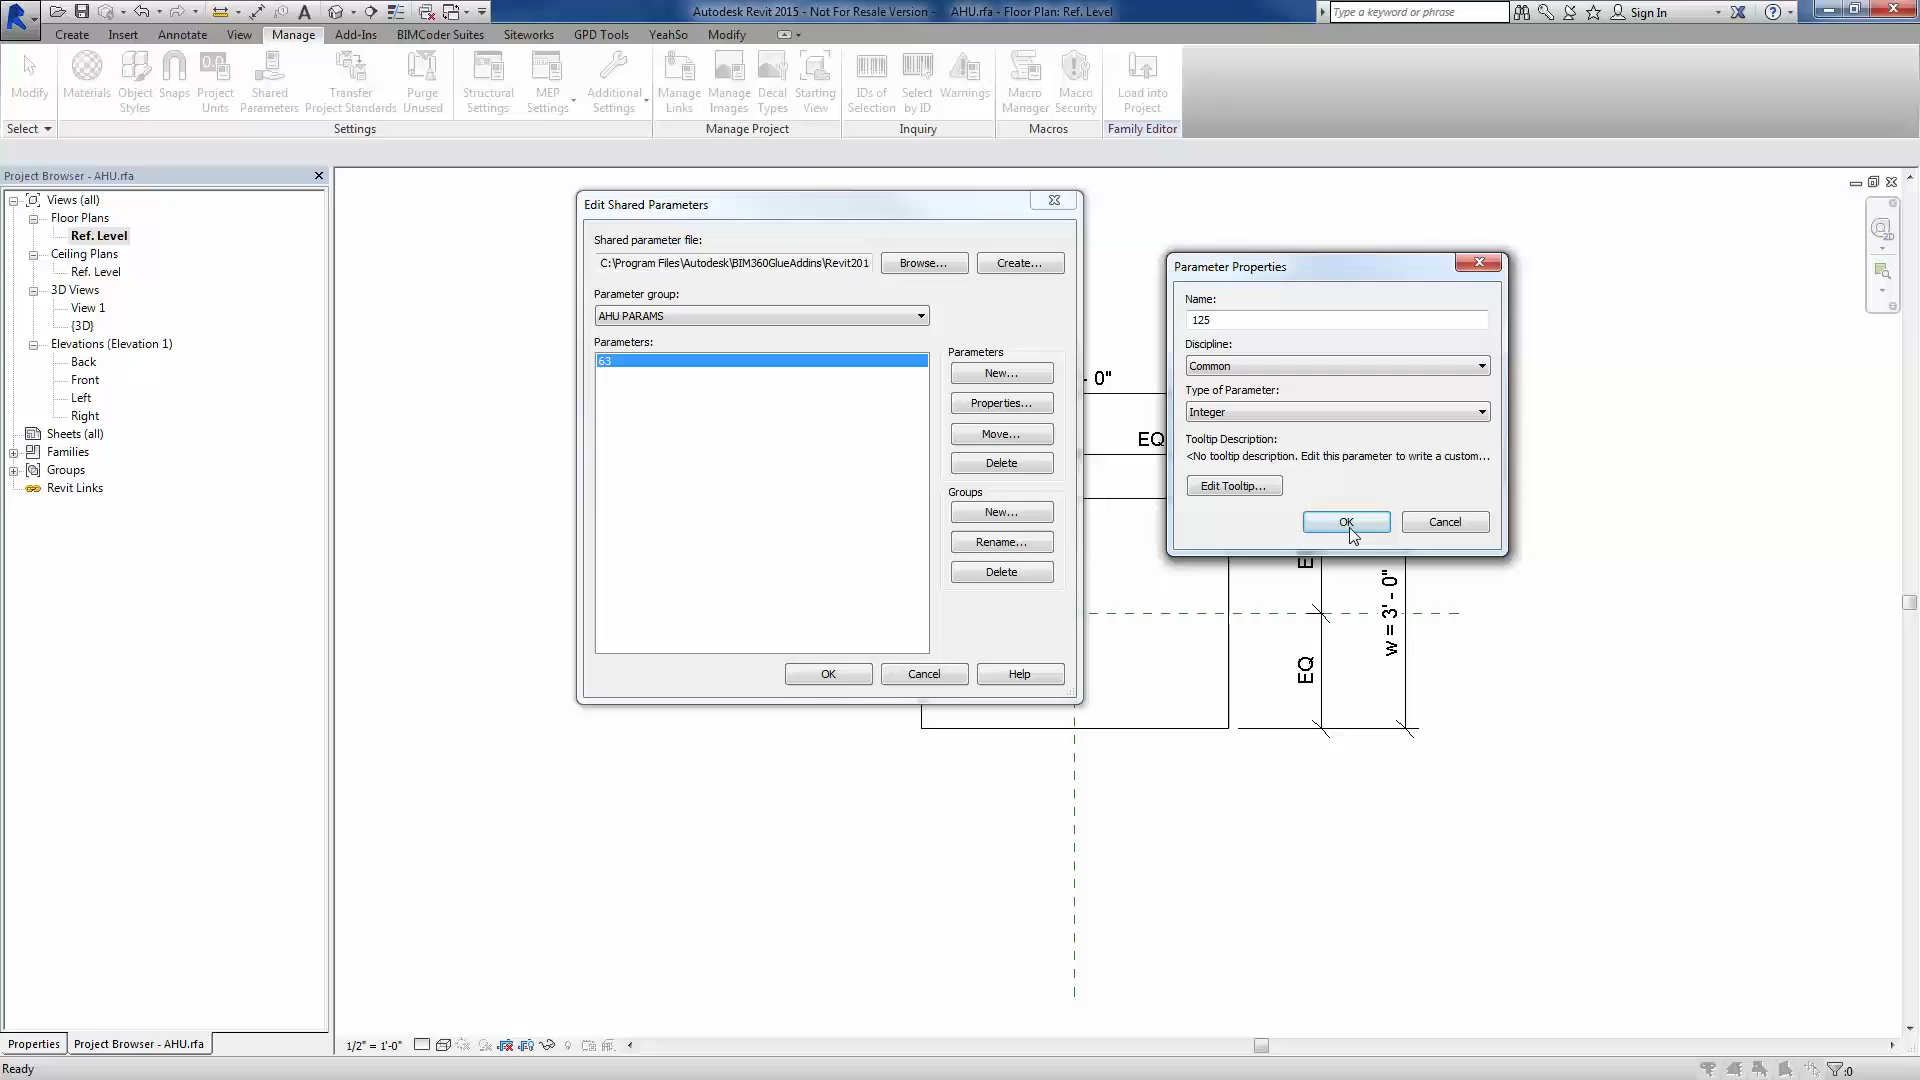 Autodesk Revit 2015 - Not For Resale Version - AHU.rfa - Floor Plan: Ref. Level
Type a keyword or phrase
Sign In
Create Insert Annotate View Manage Add-Ins BIMCoder Suites Siteworks GPD Tools YeahSo Modify
Modify
Materials
Object Styles
Snaps
Project Units
Shared Parameters
Transfer Project Standards
Purge Unused
Structural Settings
MEP Settings
Additional Settings
Manage Links
Manage Images
Decal Types
Starting View
IDs of Selection
Select by ID
Warnings
Macro Manager
Macro Security
Load into Project
Select Settings Manage Project Inquiry Macros Family Editor
Project Browser - AHU.rfa
Views (all)
Floor Plans
Ref. Level
Ceiling Plans
Ref. Level
3D Views
View 1
{3D}
Elevations (Elevation 1)
Back
Front
Left
Right
Sheets (all)
Families
Groups
Revit Links
Edit Shared Parameters
Shared parameter file:
C:\Program Files\Autodesk\BIM360GlueAddins\Revit201
Browse... Create...
Parameter group:
AHU PARAMS
Parameters:
63
Parameters
New...
Properties...
Move...
Delete
Groups
New...
Rename...
Delete
OK Cancel Help
Parameter Properties
Name:
125
Discipline:
Common
Type of Parameter:
Integer
Tooltip Description:
<No tooltip description. Edit this parameter to write a custom...
Edit Tooltip...
OK Cancel
- 0"
EQ
EQ
w = 3' - 0"
Properties Project Browser - AHU.rfa
1/2" = 1'-0"
Ready
:0